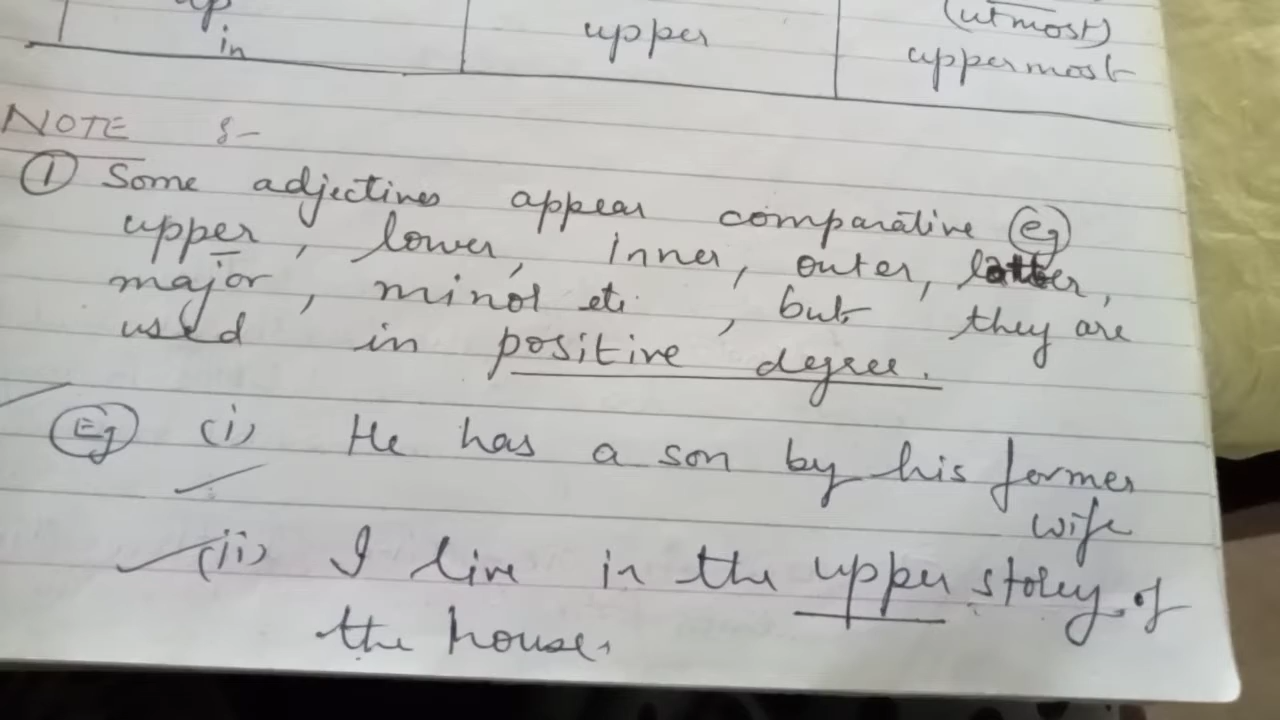 up
in
upper
(utmost)
uppermost
NOTE :-
① Some adjectives appear comparative eg
upper, lower, inner, outer, latter,
major, minor etc, but they are
used in positive degree.
Eg (i) He has a son by his former
wife
(ii) I live in the upper storey of
the house.